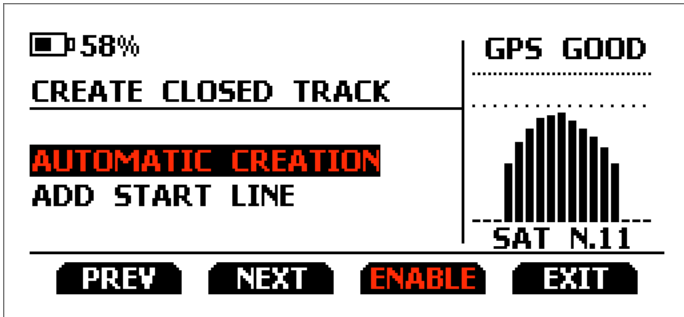 58%
GPS GOOD
CREATE CLOSED TRACK
AUTOMATIC CREATION
ADD START LINE
SAT N.11
PREV NEXT ENABLE EXIT